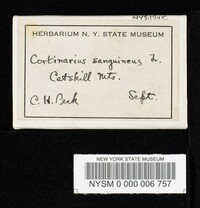 HERBARIUM N. Y. STATE MUSEUM
Cortinarius sanguineus Fr.
Catskill Mts.
C. H. Peck Sept.
NEW YORK STATE MUSEUM
NYSM 0 000 006 757